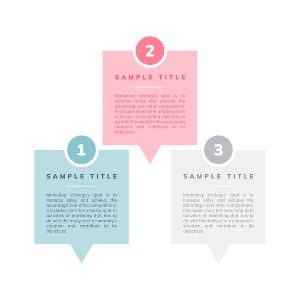 1
SAMPLE TITLE
Marketing strategy's goal is to
increase sales and achieve the
advantage over other competitions.
It includes short term and long term
activities of marketing that has to
do with the analysis of a company's
situation and contribute to its
objectives.
2
SAMPLE TITLE
Marketing strategy's goal is to
increase sales and achieve the
advantage over other competitions.
It includes short term and long term
activities of marketing that has to
do with the analysis of a company's
situation and contribute to its
objectives.
3
SAMPLE TITLE
Marketing strategy's goal is to
increase sales and achieve the
advantage over other competitions.
It includes short term and long term
activities of marketing that has to
do with the analysis of a company's
situation and contribute to its
objectives.